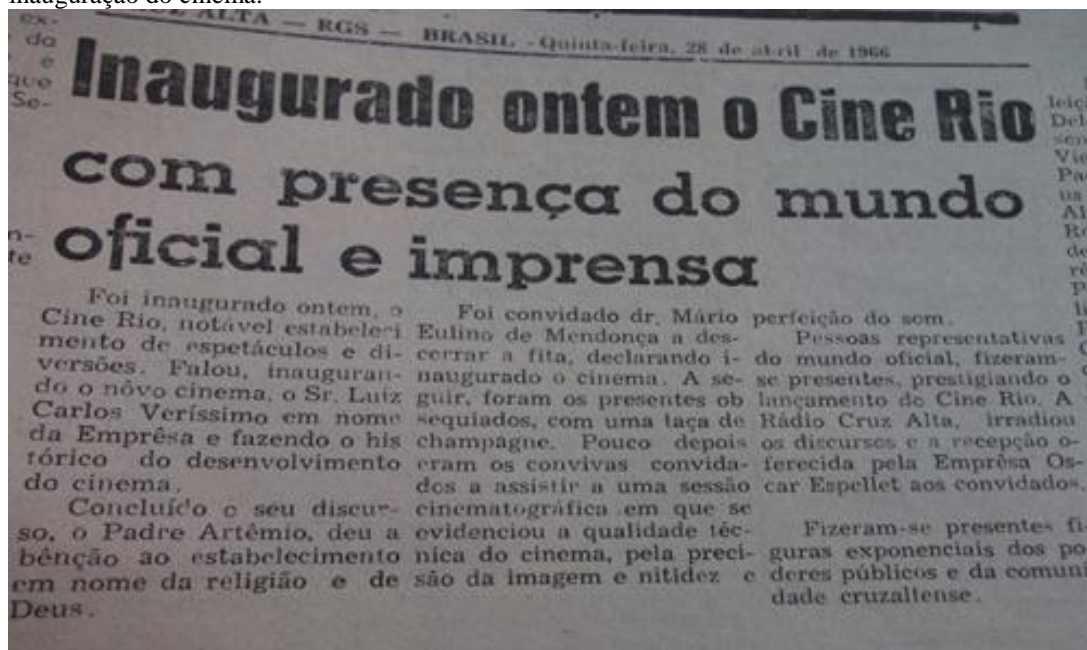 inauguração do cinema.
ALTA — RGS — BRASIL - Quinta-feira, 28 de abril de 1966
ex-
da
e
que
Se-
Inaugurado ontem o Cine Rio
com presença do mundo
oficial e imprensa
n-
te
Foi inaugurado ontem, o
Cine Rio, notável estabeleci
mento de espetáculos e di-
versões. Falou, inauguran-
do o nôvo cinema, o Sr. Luiz
Carlos Veríssimo em nome
da Emprêsa e fazendo o his
tórico do desenvolvimento
do cinema.
Concluído o seu discur-
so, o Padre Artêmio, deu a
bênção ao estabelecimento
em nome da religião e de
Deus.
Foi convidado dr. Mário
Eulino de Mendonça a des-
cerrar a fita, declarando i-
naugurado o cinema. A se-
guir, foram os presentes ob
sequiados, com uma taça de
champagne. Pouco depois
eram os convivas convida-
dos a assistir a uma sessão
cinematográfica em que se
evidenciou a qualidade téc-
nica do cinema, pela preci-
são da imagem e nitidez e
perfeição do som.
Pessoas representativas
do mundo oficial, fizeram-
se presentes, prestigiando o
lançamento do Cine Rio. A
Rádio Cruz Alta, irradiou
os discursos e a recepção o-
ferecida pela Emprêsa Os-
car Espellet aos convidados.
Fizeram-se presentes fi
guras exponenciais dos po
deres públicos e da comuni
dade cruzaltense.